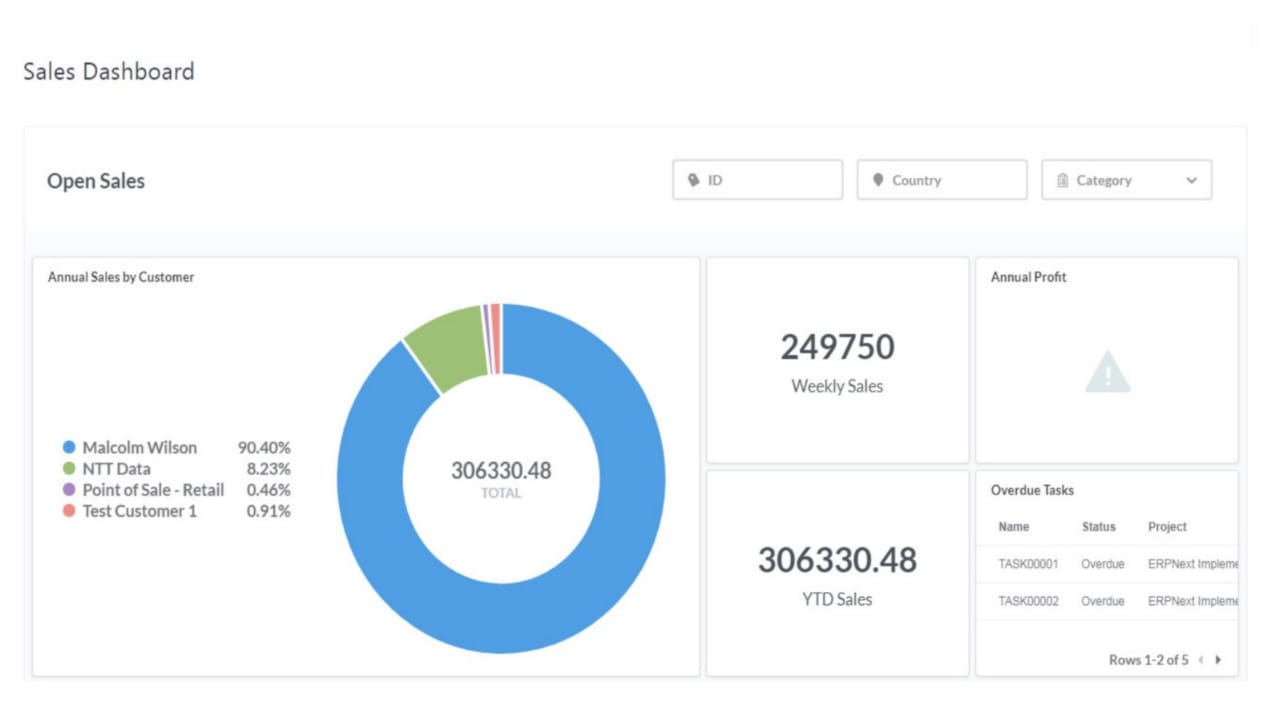 Sales Dashboard
Open Sales
ID
Country
Category
Annual Sales by Customer
Malcolm Wilson 90.40%
NTT Data 8.23%
Point of Sale - Retail 0.46%
Test Customer 1 0.91%
306330.48
TOTAL
249750
Weekly Sales
306330.48
YTD Sales
Annual Profit
Overdue Tasks
Name Status Project
TASK00001 Overdue ERPNext Impleme
TASK00002 Overdue ERPNext Impleme
Rows 1-2 of 5